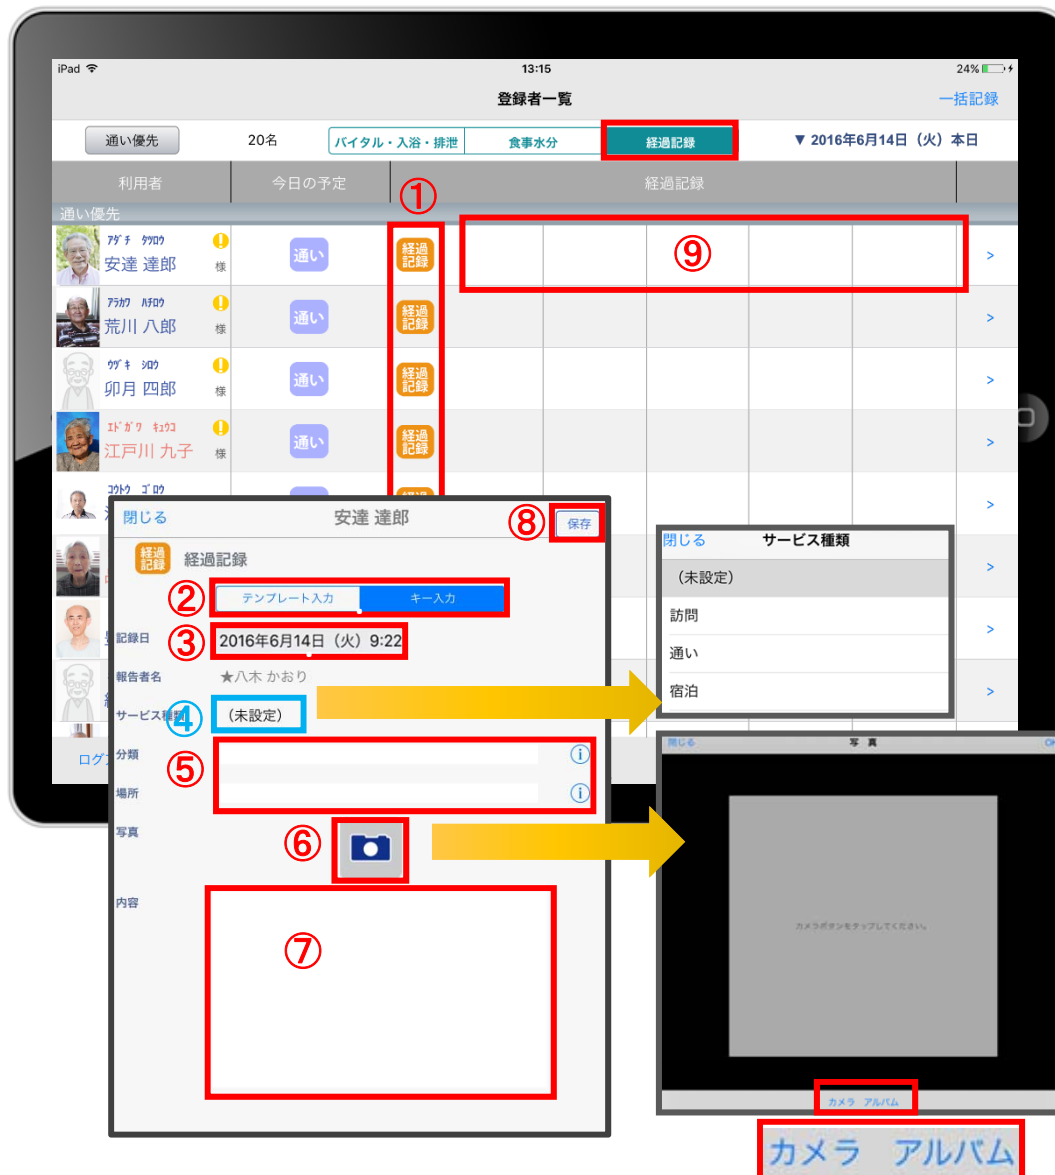 iPad 13:15 24%
登録者一覧 一括記録
通い優先 20名 バイタル・入浴・排泄 食事水分 経過記録 ▼ 2016年6月14日（火）本日
利用者 今日の予定 経過記録
①
通い優先
ｱﾀﾞﾁ ﾀﾂﾛｳ
安達 達郎 様 通い 経過記録 ⑨ >
ｱﾗｶﾜ ﾊﾁﾛｳ
荒川 八郎 様 通い 経過記録 >
ｳﾂﾞｷ ｼﾛｳ
卯月 四郎 様 通い 経過記録 >
ｴﾄﾞｶﾞﾜ ｷｭｳｺ
江戸川 九子 様 通い 経過記録 >
ｺｳﾄｳ ｺﾞﾛｳ
>
>
>
>
ログ
閉じる 安達 達郎 ⑧ 保存
経過記録 経過記録
② テンプレート入力 キー入力
記録日 ③ 2016年6月14日（火）9:22
報告者名 ★八木 かおり
サービス種類 ④ （未設定）
分類 ⑤
場所
写真 ⑥
内容
⑦
閉じる サービス種類
（未設定）
訪問
通い
宿泊
閉じる 写 真
カメラボタンをタップしてください。
カメラ アルバム
カメラ アルバム